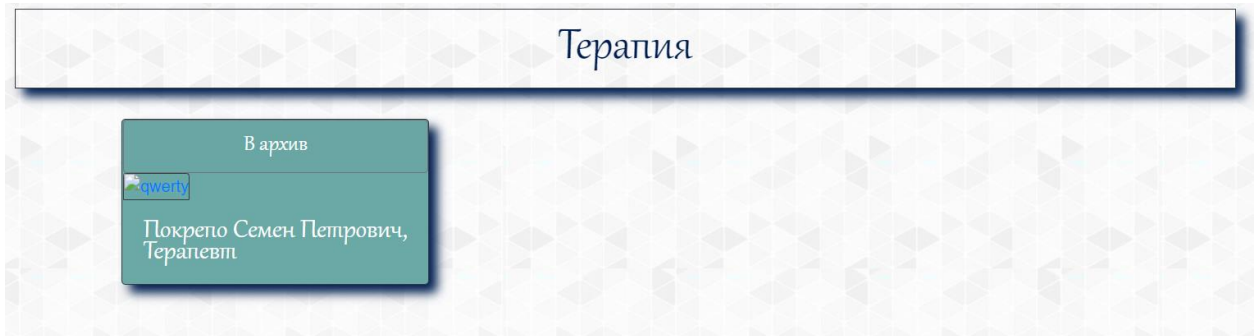 Терапия
В архив
qwerty
Покрепо Семен Петрович,
Терапевт